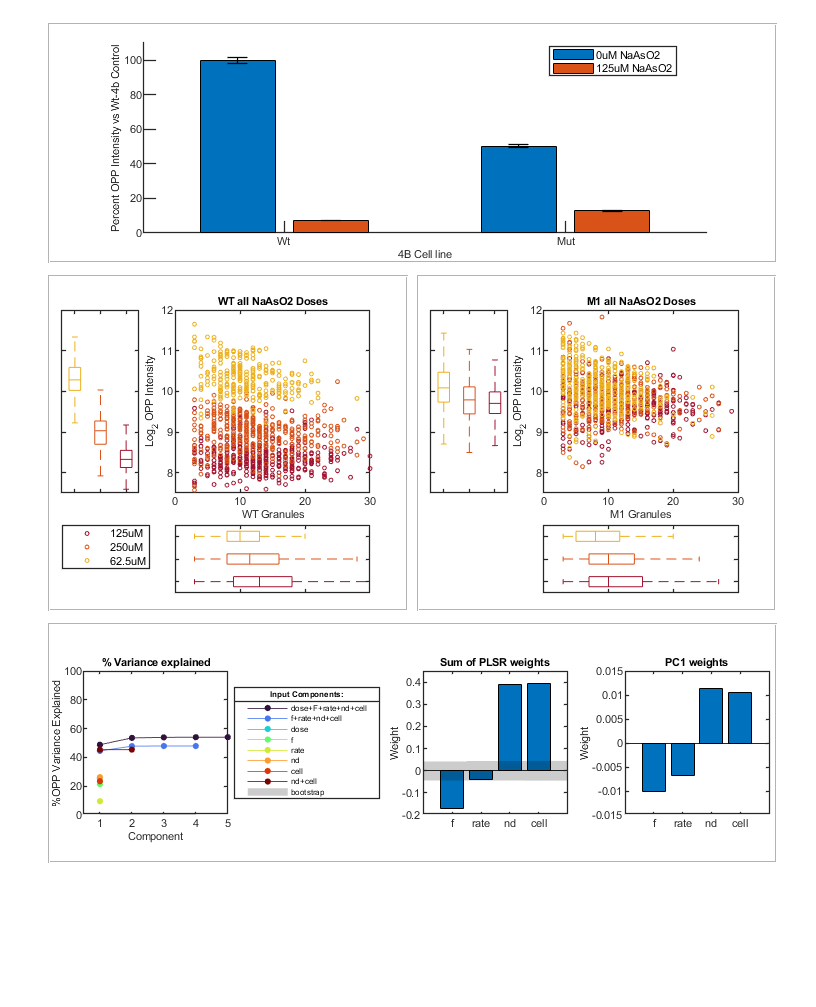 Percent OPP Intensity vs Wt-4b Control
100
80
60
40
20
0
0uM NaAsO2
125uM NaAsO2
Wt
Mut
4B Cell line
WT all NaAsO2 Doses
Log2 OPP Intensity
12
11
10
9
8
0
10
20
30
WT Granules
125uM
250uM
62.5uM
M1 all NaAsO2 Doses
Log2 OPP Intensity
12
11
10
9
8
0
10
20
30
M1 Granules
% Variance explained
%OPP Variance Explained
100
80
60
40
20
0
1
2
3
4
5
Component
Input Components:
dose+F+rate+nd+cell
f+rate+nd+cell
dose
f
rate
nd
cell
nd+cell
bootstrap
Sum of PLSR weights
Weight
0.4
0.3
0.2
0.1
0
-0.1
-0.2
f
rate
nd
cell
PC1 weights
Weight
0.015
0.01
0.005
0
-0.005
-0.01
-0.015
f
rate
nd
cell